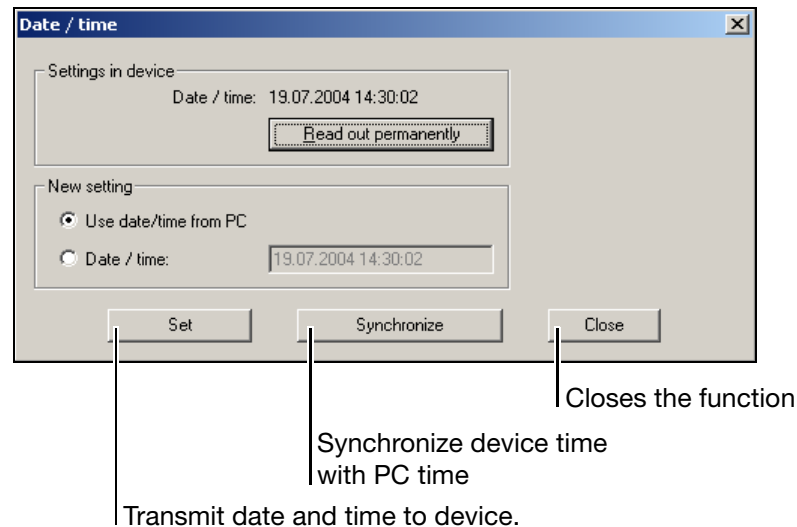 Date / time
Settings in device
Date / time: 19.07.2004 14:30:02
Read out permanently
New setting
Use date/time from PC
Date / time: 19.07.2004 14:30:02
Set Synchronize Close
Closes the function
Synchronize device time
with PC time
Transmit date and time to device.